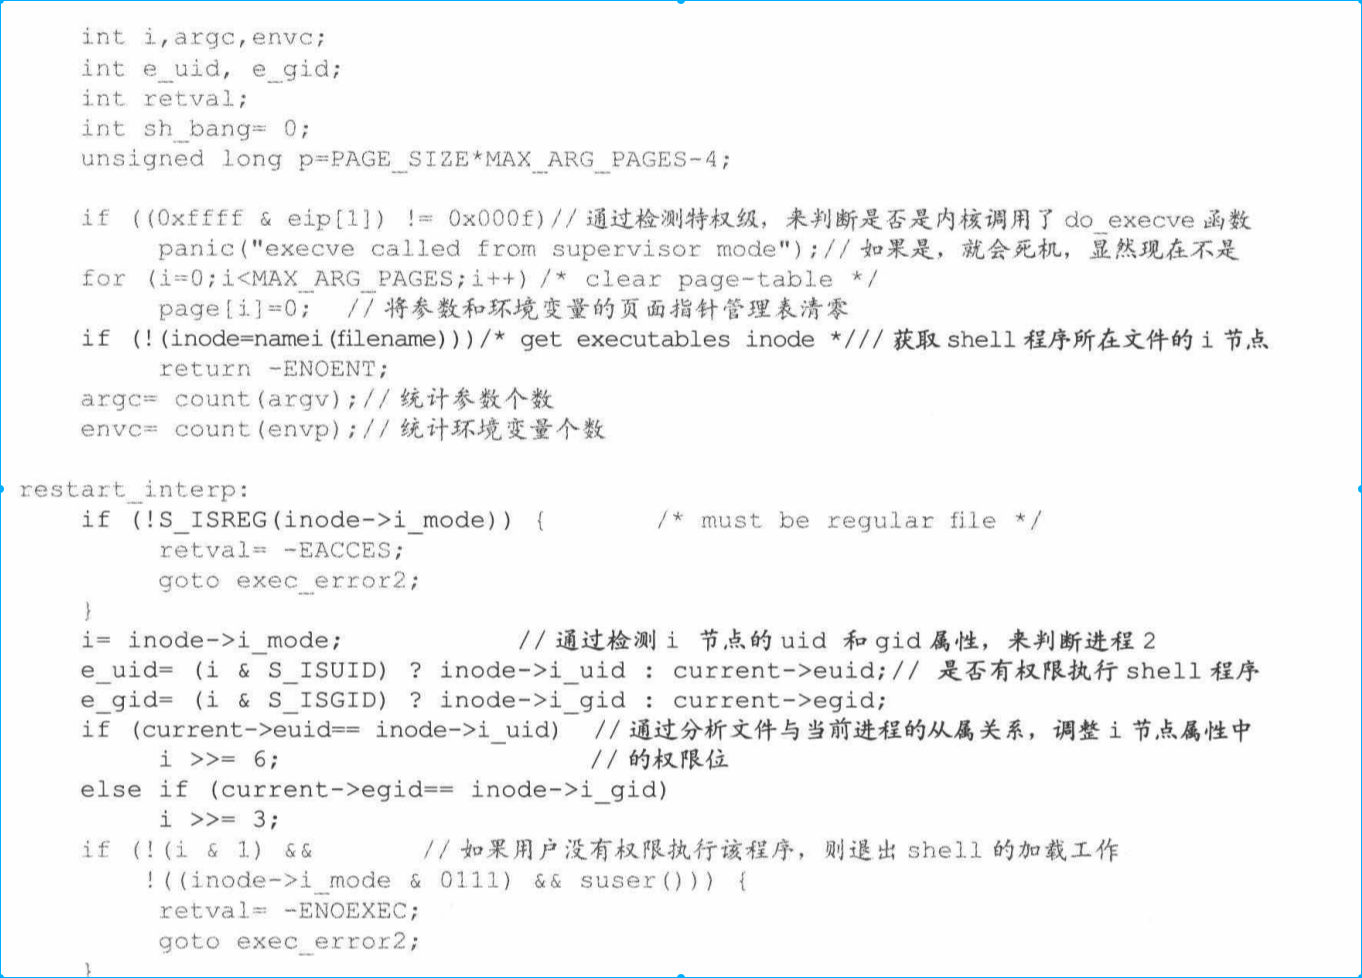 int i,argc,envc;
int e_uid, e_gid;
int retval;
int sh_bang= 0;
unsigned long p=PAGE_SIZE*MAX_ARG_PAGES-4;
if ((0xffff & eip[1]) != 0x000f)// 通过检测特权级，来判断是否是内核调用了 do_execve 函数
panic("execve called from supervisor mode");// 如果是，就会死机，显然现在不是
for (i=0;i<MAX_ARG_PAGES;i++) /* clear page-table */
page[i]=0; // 将参数和环境变量的页面指针管理表清零
if (!(inode=namei(filename)))/* get executables inode */// 获取 shell 程序所在文件的 i 节点
return -ENOENT;
argc= count(argv);// 统计参数个数
envc= count(envp);// 统计环境变量个数
restart_interp:
if (!S_ISREG(inode->i_mode)) { /* must be regular file */
retval= -EACCES;
goto exec_error2;
}
i= inode->i_mode; // 通过检测 i 节点的 uid 和 gid 属性，来判断进程 2
e_uid= (i & S_ISUID) ? inode->i_uid : current->euid;// 是否有权限执行 shell 程序
e_gid= (i & S_ISGID) ? inode->i_gid : current->egid;
if (current->euid== inode->i_uid) // 通过分析文件与当前进程的从属关系，调整 i 节点属性中
i >>= 6; // 的权限位
else if (current->egid== inode->i_gid)
i >>= 3;
if (!(i & 1) && // 如果用户没有权限执行该程序，则退出 shell 的加载工作
!((inode->i_mode & 0111) && suser())) {
retval= -ENOEXEC;
goto exec_error2;
}